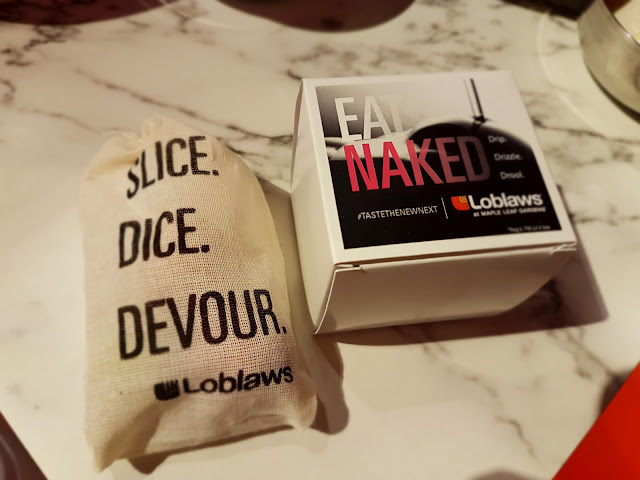 SLICE.
DICE.
DEVOUR.
Loblaws
EAT
NAKED
Drip.
Drizzle.
Drool.
#TASTETHENEWNEXT
Loblaws
at MAPLE LEAF GARDENS